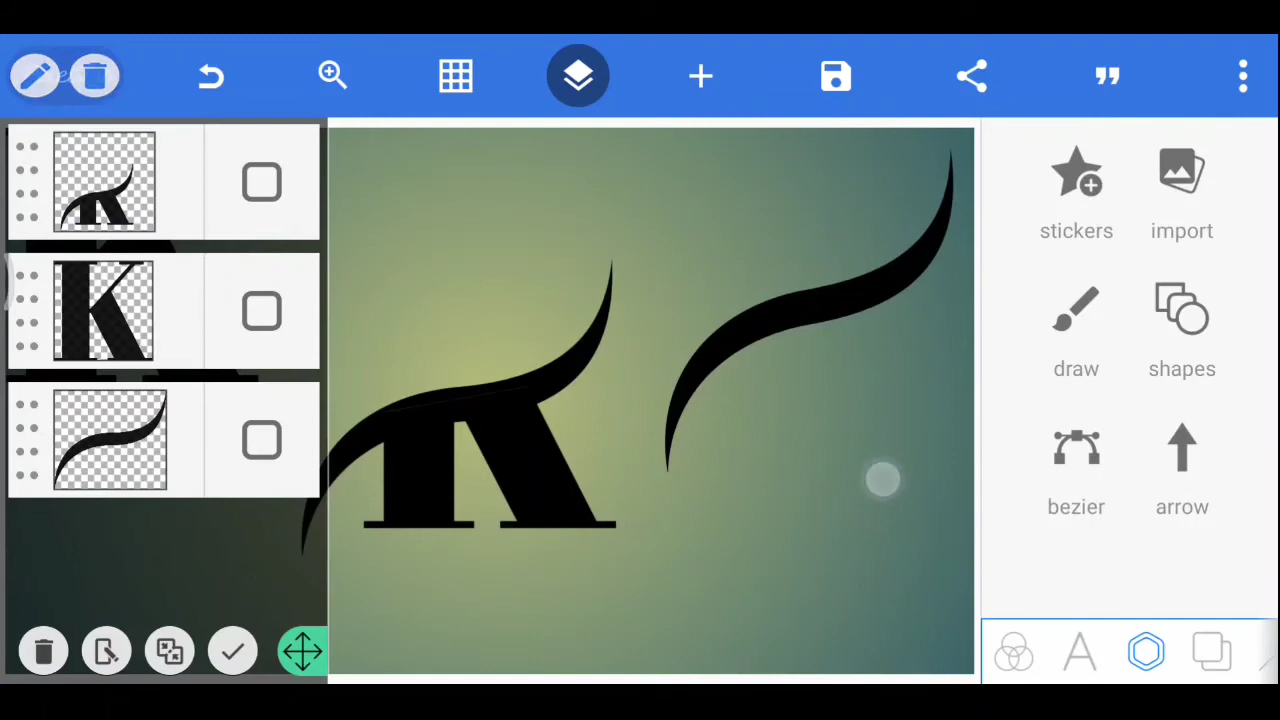 stickers import
K
draw shapes
bezier arrow
A